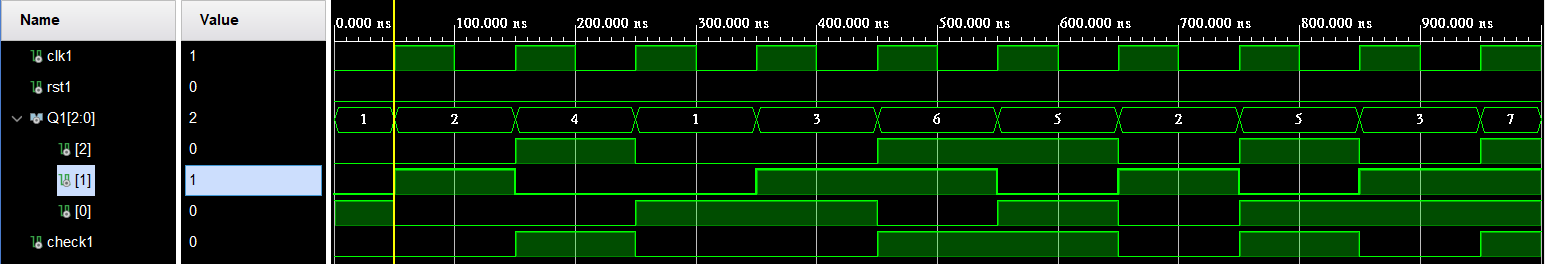 Name Value
0.000 ns 100.000 ns 200.000 ns 300.000 ns 400.000 ns 500.000 ns 600.000 ns 700.000 ns 800.000 ns 900.000 ns
clk1 1
rst1 0
Q1[2:0] 2 1 2 4 1 3 6 5 2 5 3 7
[2] 0
[1] 1
[0] 0
check1 0